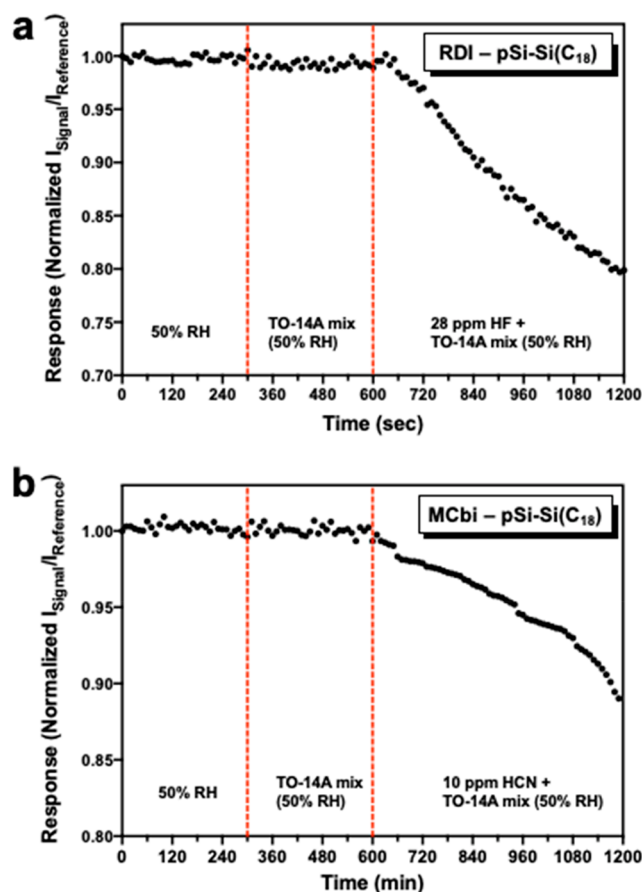 a
Response (Normalized I_Signal/I_Reference)
1.00
0.95
0.90
0.85
0.80
0.75
0.70
RDI – pSi-Si(C18)
50% RH
TO-14A mix
(50% RH)
28 ppm HF +
TO-14A mix (50% RH)
0 120 240 360 480 600 720 840 960 1080 1200
Time (sec)
b
Response (Normalized I_Signal/I_Reference)
1.00
0.95
0.90
0.85
0.80
MCbi – pSi-Si(C18)
50% RH
TO-14A mix
(50% RH)
10 ppm HCN +
TO-14A mix (50% RH)
0 120 240 360 480 600 720 840 960 1080 1200
Time (min)